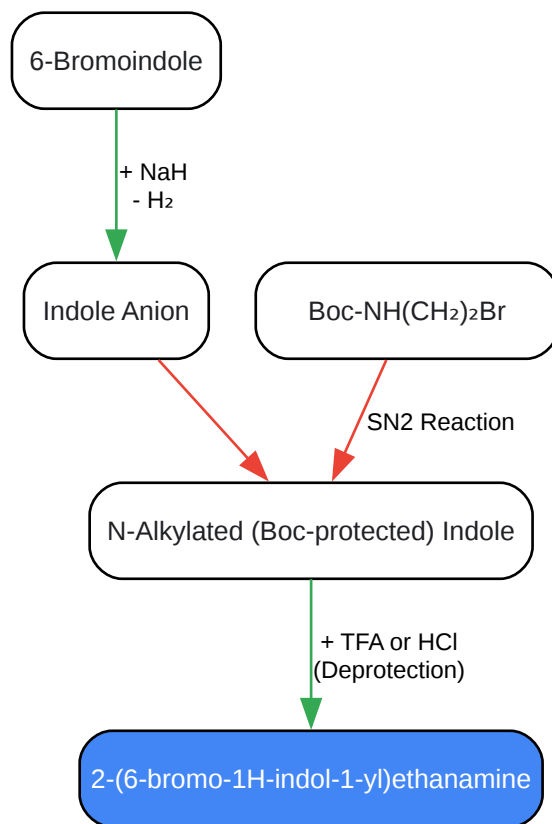 6-Bromoindole
+ NaH
- H₂
Indole Anion
Boc-NH(CH₂)₂Br
SN2 Reaction
N-Alkylated (Boc-protected) Indole
+ TFA or HCl
(Deprotection)
2-(6-bromo-1H-indol-1-yl)ethanamine